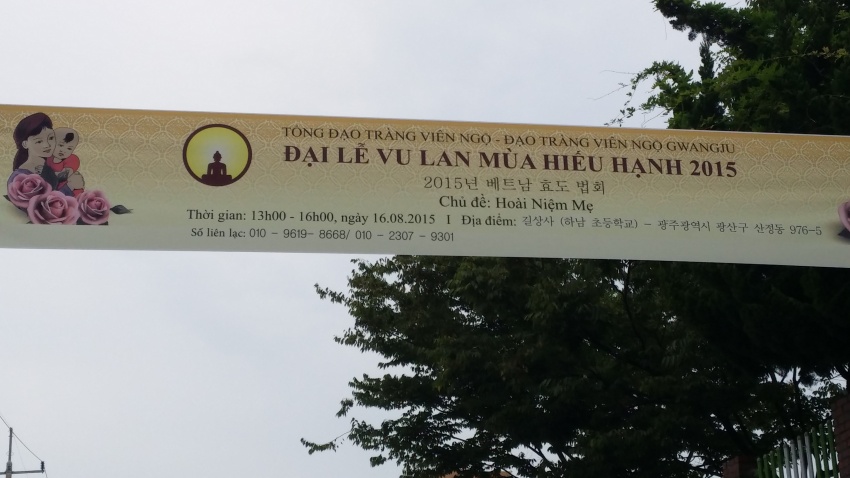 TỔNG ĐẠO TRÀNG VIÊN NGỘ - ĐẠO TRÀNG VIÊN NGỘ GWANGJU
ĐẠI LỄ VU LAN MÙA HIẾU HẠNH 2015
2015년 베트남 효도 법회
Chủ đề: Hoài Niệm Mẹ
Thời gian: 13h00 - 16h00, ngày 16.08.2015 I Địa điểm: 길상사 (하남 초등학교) - 광주광역시 광산구 산정동 976-5
Số liên lạc: 010 - 9619- 8668/ 010 - 2307 - 9301